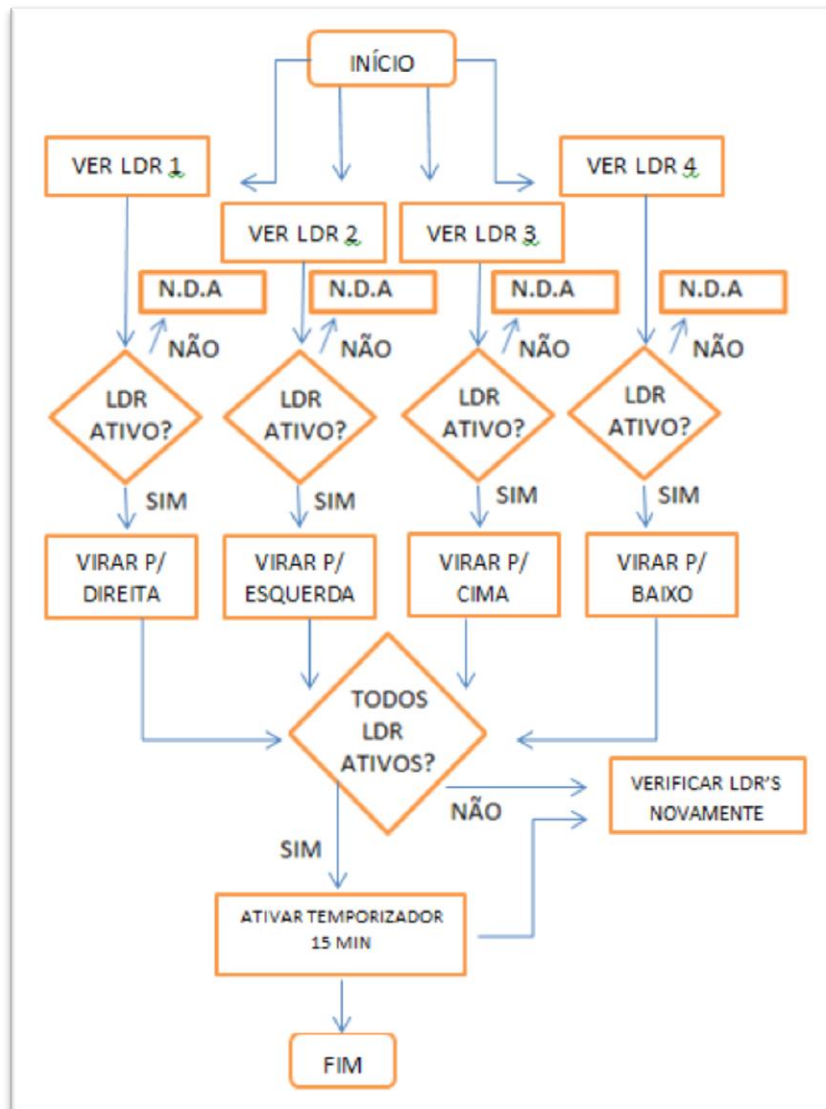 INÍCIO
VER LDR 1
VER LDR 4
VER LDR 2
VER LDR 3
N.D.A
N.D.A
N.D.A
N.D.A
NÃO
NÃO
NÃO
NÃO
LDR
ATIVO?
LDR
ATIVO?
LDR
ATIVO?
LDR
ATIVO?
SIM
SIM
SIM
SIM
VIRAR P/
DIREITA
VIRAR P/
ESQUERDA
VIRAR P/
CIMA
VIRAR P/
BAIXO
TODOS
LDR
ATIVOS?
VERIFICAR LDR'S
NOVAMENTE
NÃO
SIM
ATIVAR TEMPORIZADOR
15 MIN
FIM